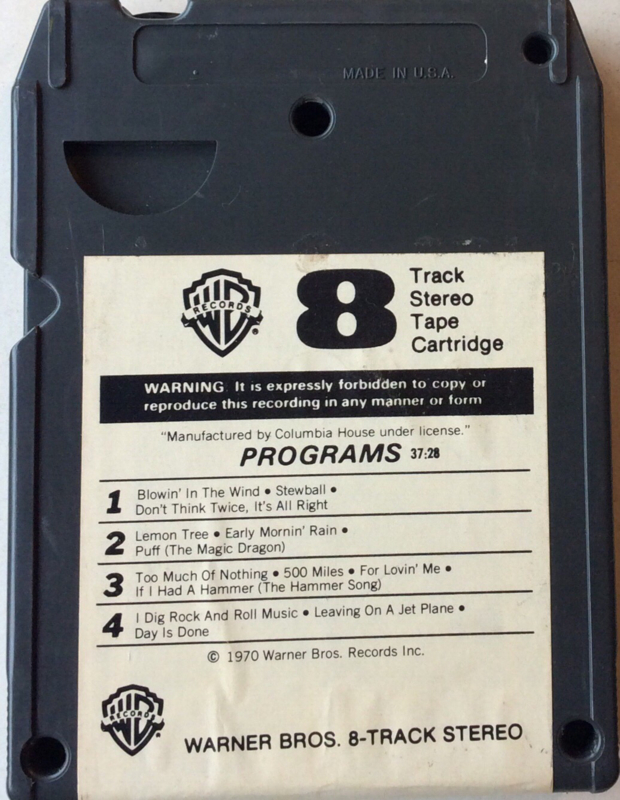 MADE IN U.S.A.
WB RECORDS ®
8 Track
Stereo
Tape
Cartridge
WARNING: It is expressly forbidden to copy or
reproduce this recording in any manner or form
"Manufactured by Columbia House under license."
PROGRAMS 37:28
1 Blowin' In The Wind • Stewball •
Don't Think Twice, It's All Right
2 Lemon Tree • Early Mornin' Rain •
Puff (The Magic Dragon)
3 Too Much Of Nothing • 500 Miles • For Lovin' Me •
If I Had A Hammer (The Hammer Song)
4 I Dig Rock And Roll Music • Leaving On A Jet Plane •
Day Is Done
© 1970 Warner Bros. Records Inc.
WB RECORDS ®
WARNER BROS. 8-TRACK STEREO